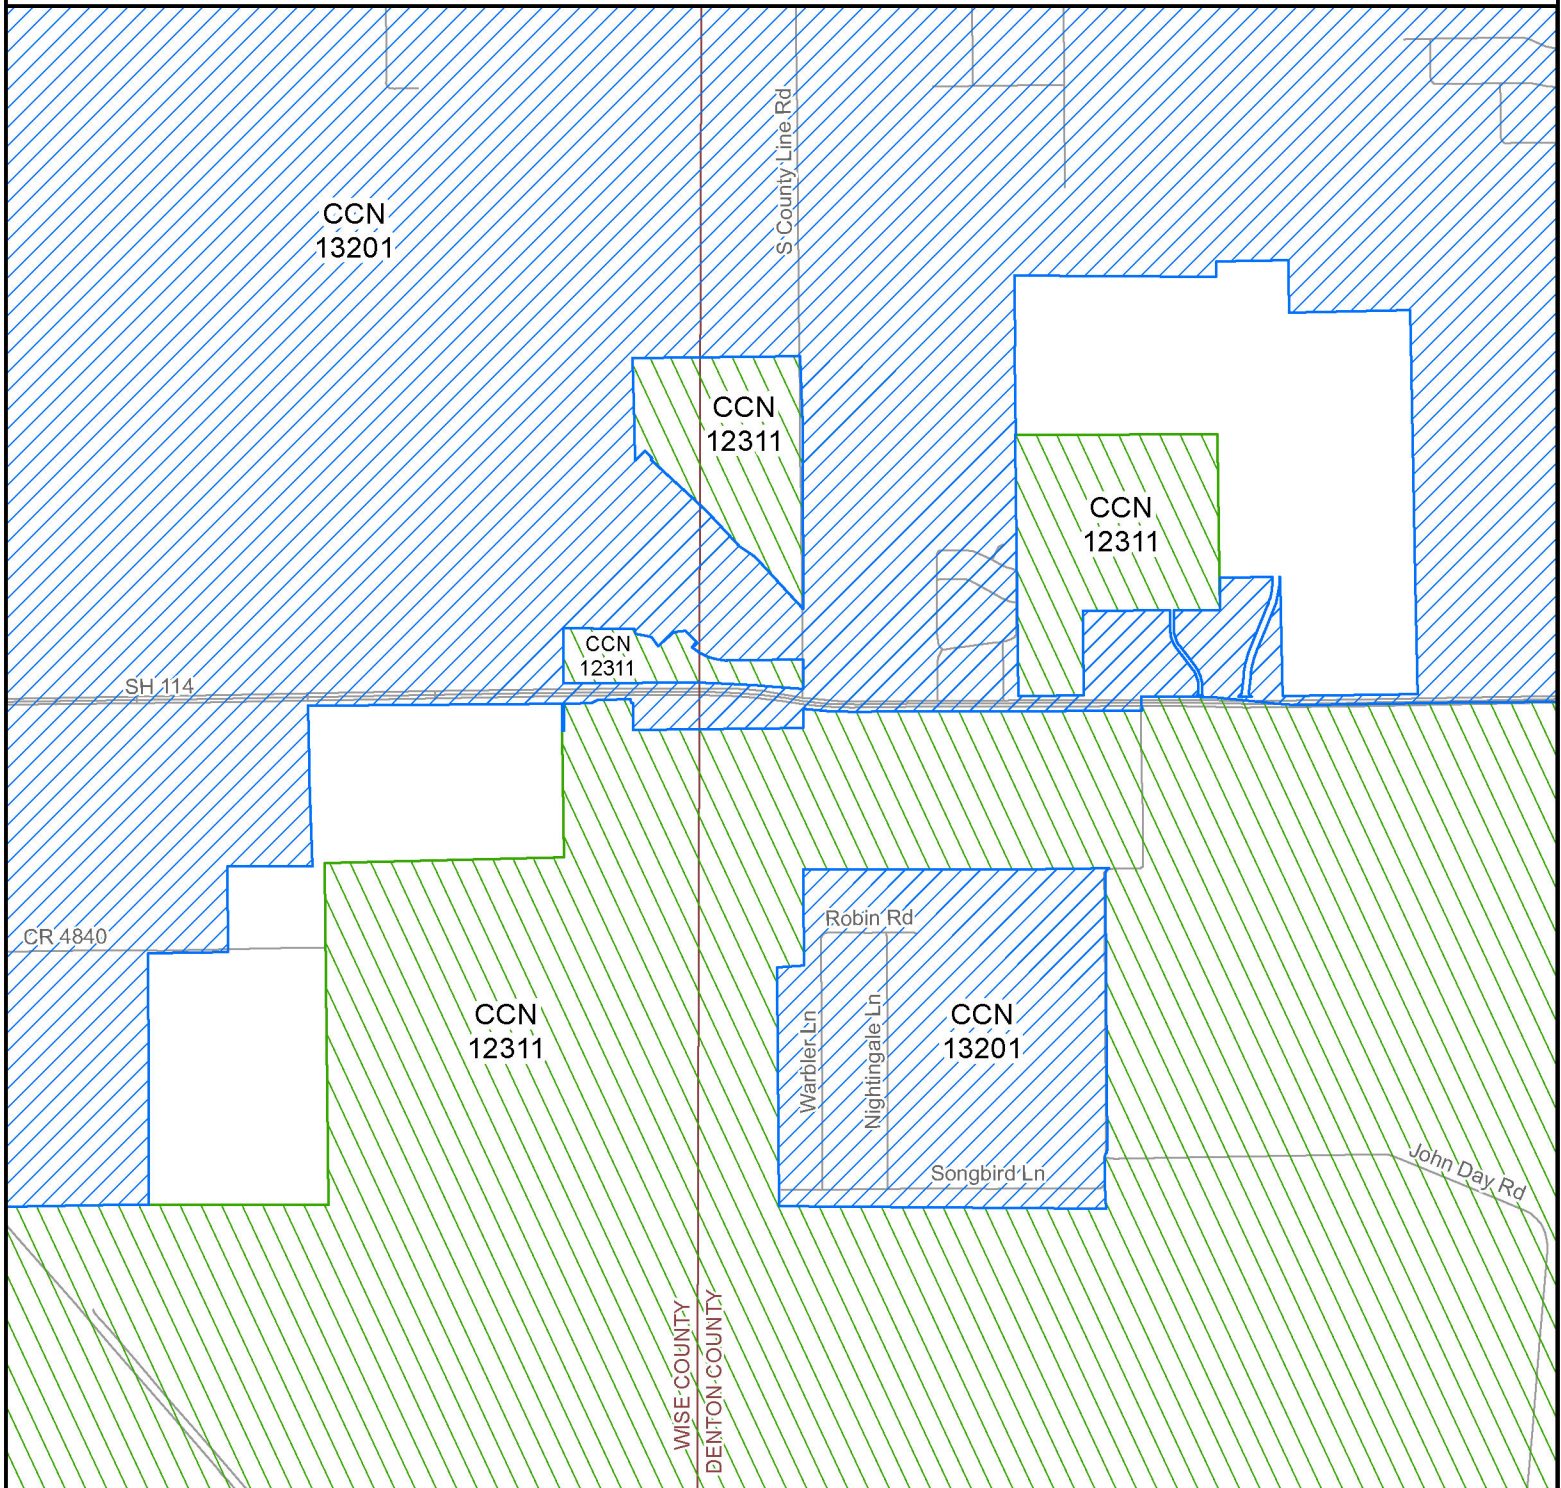 S County Line Rd
CCN
13201
CCN
12311
CCN
12311
CCN
12311
SH 114
Robin Rd
CR 4840
CCN
12311
CCN
13201
Warbler Ln
Nightingale Ln
Songbird Ln
John Day Rd
WISE COUNTY
DENTON COUNTY